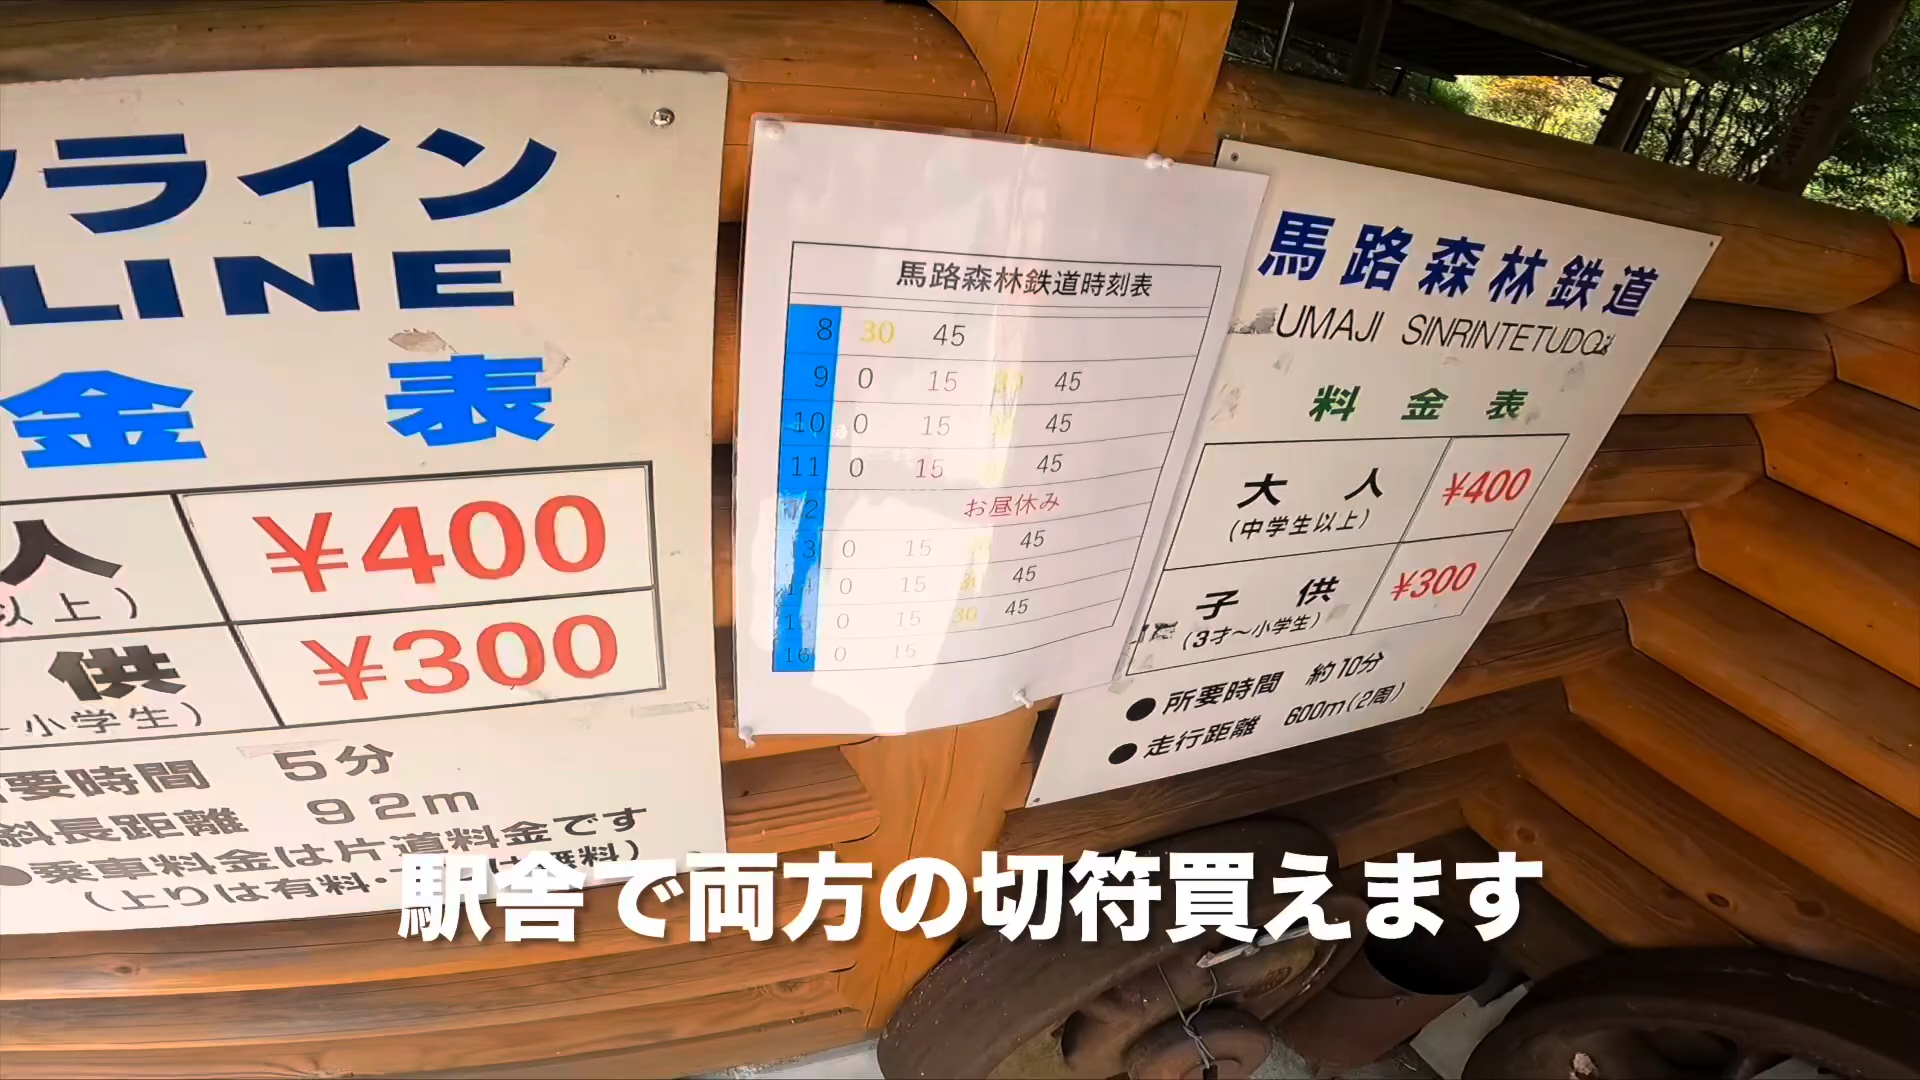 ライン
LINE
金 表
人 ¥400
以上)
供 ¥300
小学生)
要時間 5分
斜長距離 92m
●乗車料金は片道料金です
(上りは有料・
馬路森林鉄道時刻表
8 30 45
9 0 15 30 45
10 0 15 45
11 0 15 45
12 お昼休み
13 0 15 45
14 0 15 30 45
15 0 15 30 45
16 0 15
馬路森林鉄道
UMAJI SINRINTETUDO
料金表
大人 ¥400
(中学生以上)
子供 ¥300
(3才〜小学生)
●所要時間 約10分
●走行距離 600m(2周)
駅舎で両方の切符買えます